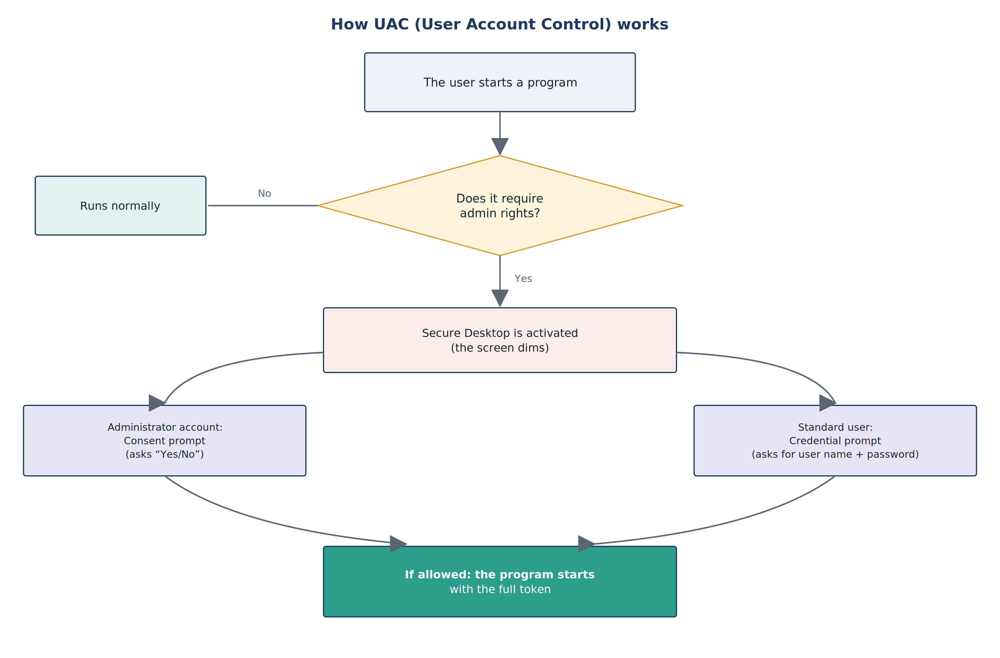 How UAC (User Account Control) works
The user starts a program
Does it require
admin rights?
No
Runs normally
Yes
Secure Desktop is activated
(the screen dims)
Administrator account:
Consent prompt
(asks “Yes/No”)
Standard user:
Credential prompt
(asks for user name + password)
If allowed: the program starts
with the full token